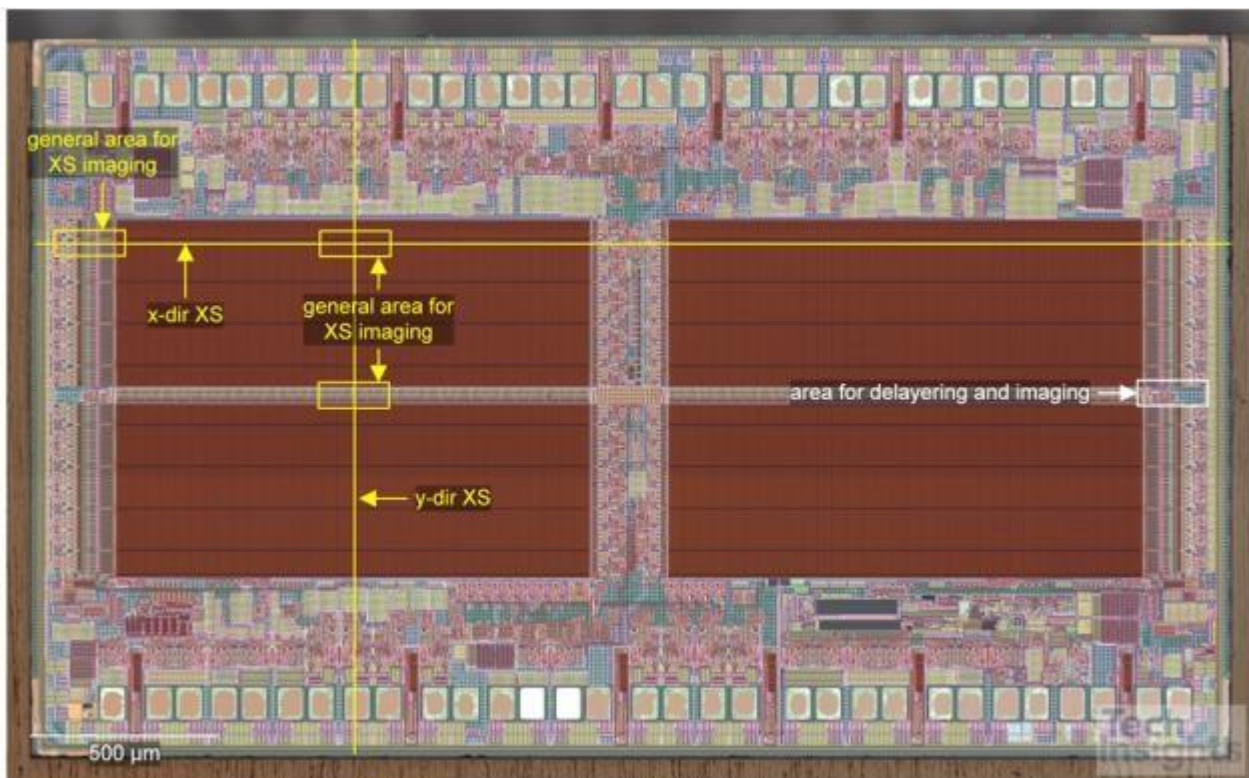 general area for
XS imaging
x-dir XS
general area for
XS imaging
area for delayering and imaging
y-dir XS
500 µm
Tech
Insights